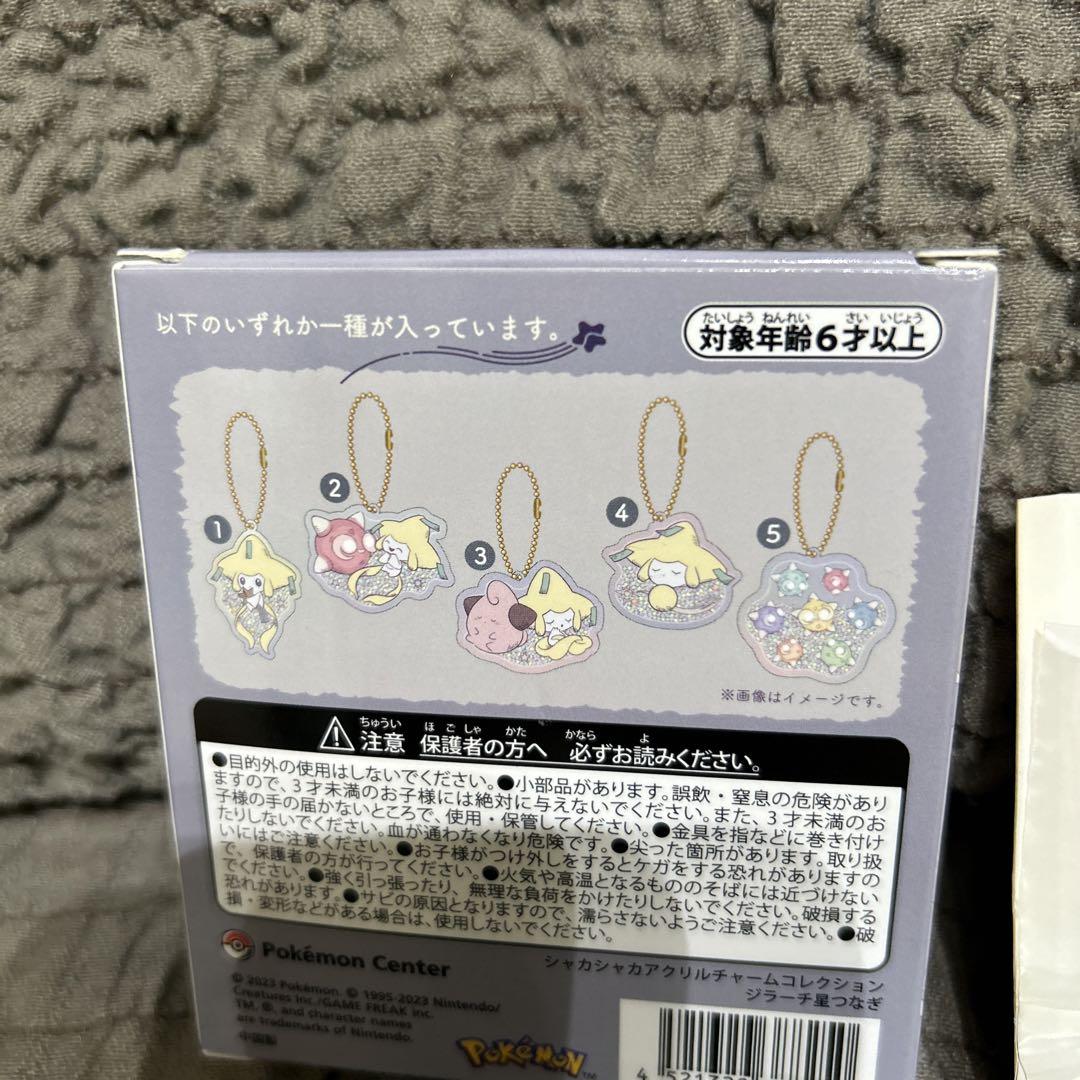 以下のいずれか一種が入っています。
たいしょう ねんれい さい いじょう
対象年齢6才以上
1
2
3
4
5
※画像はイメージです。
ちゅうい ほごしゃ かた かなら よ
注意 保護者の方へ 必ずお読みください。
●目的外の使用はしないでください。●小部品があります。誤飲・窒息の危険があり
ますので、3才未満のお子様には絶対に与えないでください。また、3才未満のお
子様の手の届かないところで、使用・保管してください。●金具を指などに巻き付け
たりしないでください。血が通わなくなり危険です。●尖った箇所があります。取り扱
いにはご注意ください。●お子様がつけ外しをするとケガをする恐れがありますの
で、保護者の方が行ってください。●火気や高温となるもののそばには近づけない
でください。●強く引っ張ったり、無理な負荷をかけたりしないでください。破損する
恐れがあります。●サビの原因となりますので、濡らさないようご注意ください。●破
損・変形などがある場合は、使用しないでください。
Pokémon Center
シャカシャカアクリルチャームコレクション
ジラーチ星つなぎ
© 2023 Pokémon. © 1995-2023 Nintendo/
Creatures Inc./GAME FREAK inc.
TM, ®, and character names
are trademarks of Nintendo.
中国製
POKéMON
TM